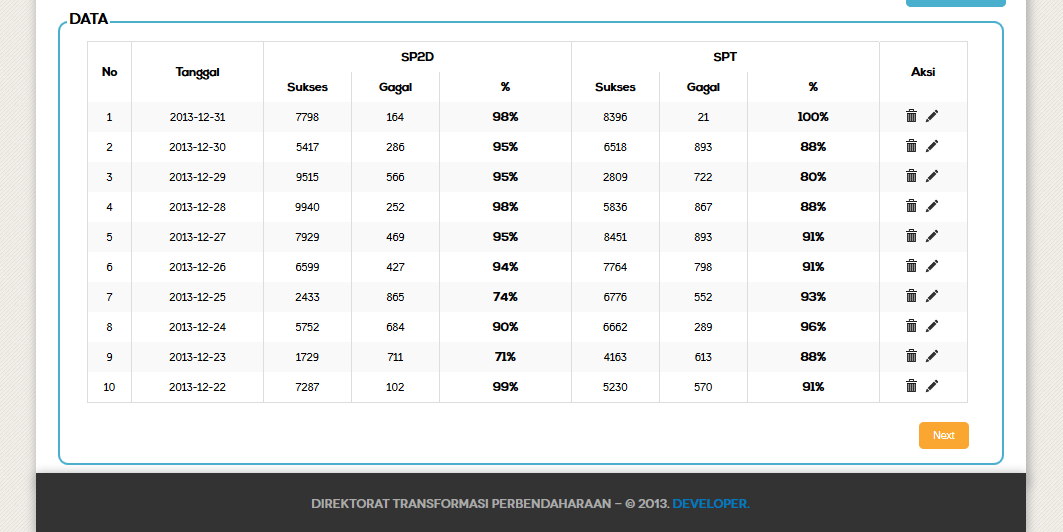 DATA
No Tanggal SP2D SPT Aksi
Sukses Gagal % Sukses Gagal %
1 2013-12-31 7798 164 98% 8396 21 100%
2 2013-12-30 5417 286 95% 6518 893 88%
3 2013-12-29 9515 566 95% 2809 722 80%
4 2013-12-28 9940 252 98% 5836 867 88%
5 2013-12-27 7929 469 95% 8451 893 91%
6 2013-12-26 6599 427 94% 7764 798 91%
7 2013-12-25 2433 865 74% 6776 552 93%
8 2013-12-24 5752 684 90% 6662 289 96%
9 2013-12-23 1729 711 71% 4163 613 88%
10 2013-12-22 7287 102 99% 5230 570 91%
Next
DIREKTORAT TRANSFORMASI PERBENDAHARAAN – © 2013. DEVELOPER.